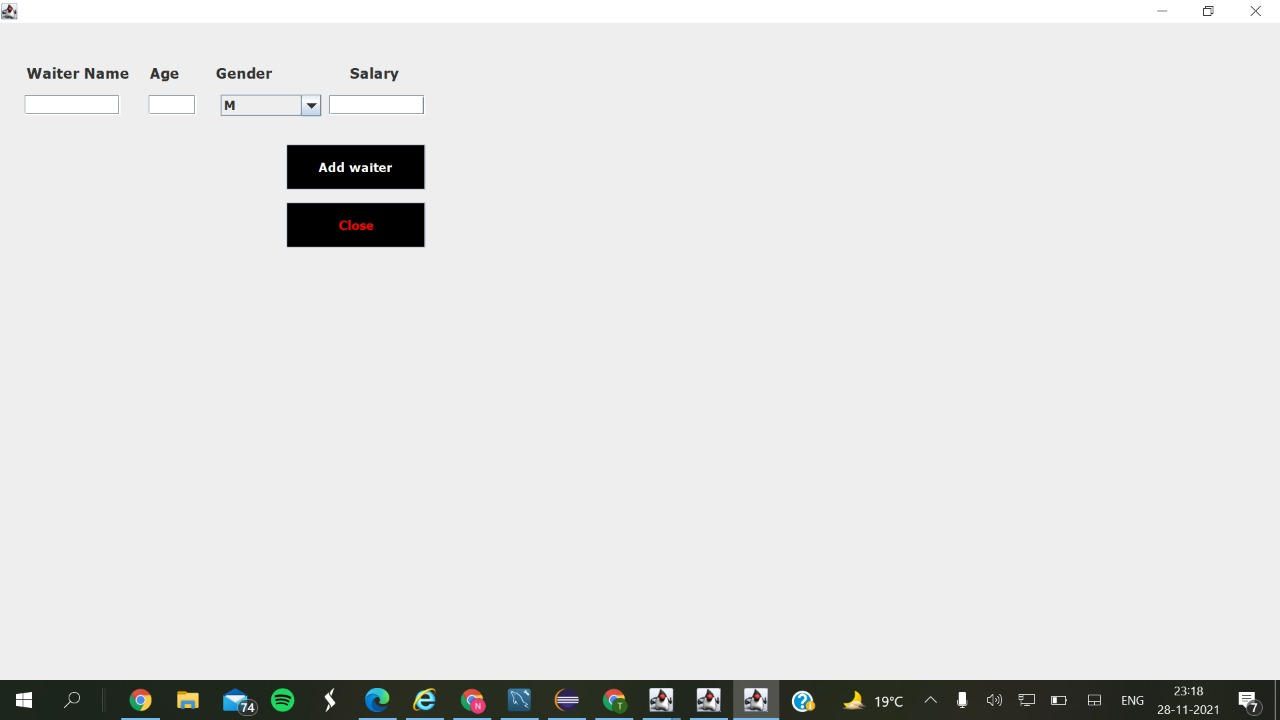 Waiter Name Age Gender Salary
M
Add waiter
Close
74
N
T
19°C
ENG
23:18
28-11-2021
7